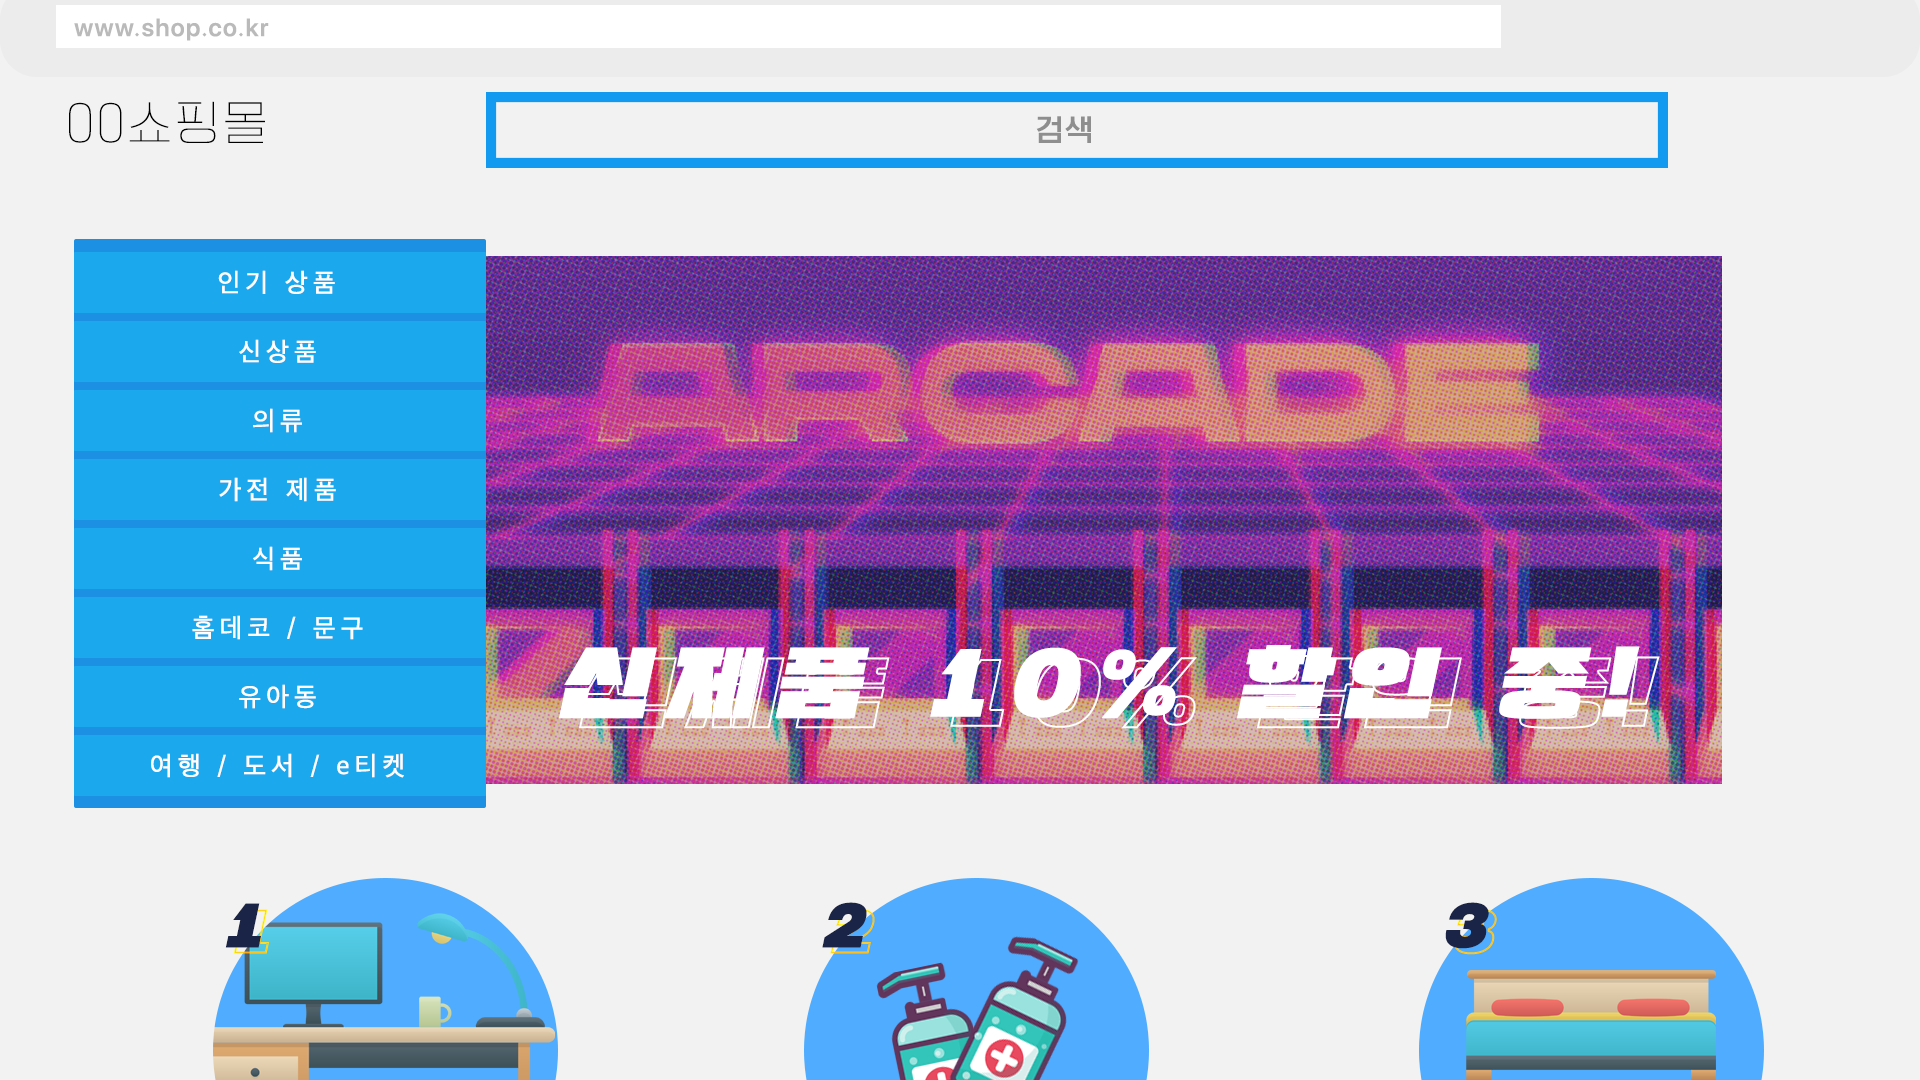 www.shop.co.kr
00쇼핑몰
검색
인기 상품
신상품
의류
가전 제품
식품
홈데코 / 문구
유아동
여행 / 도서 / e티켓
ARCADE
신제품 10% 할인 중!
1
2
3